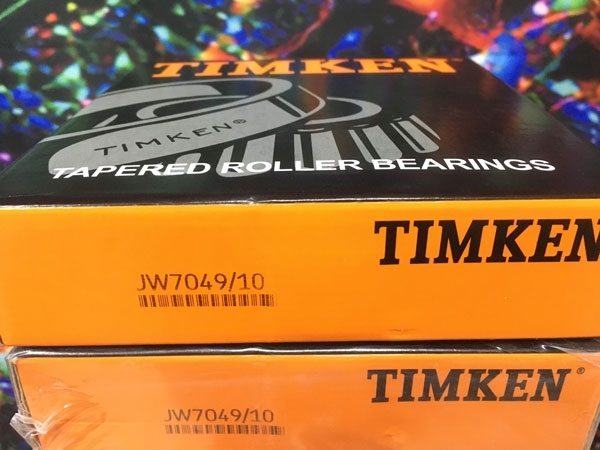 TIMKEN
TIMKEN®
TAPERED ROLLER BEARINGS
TIMKEN
JW7049/10
TIMKEN®
JW7049/10